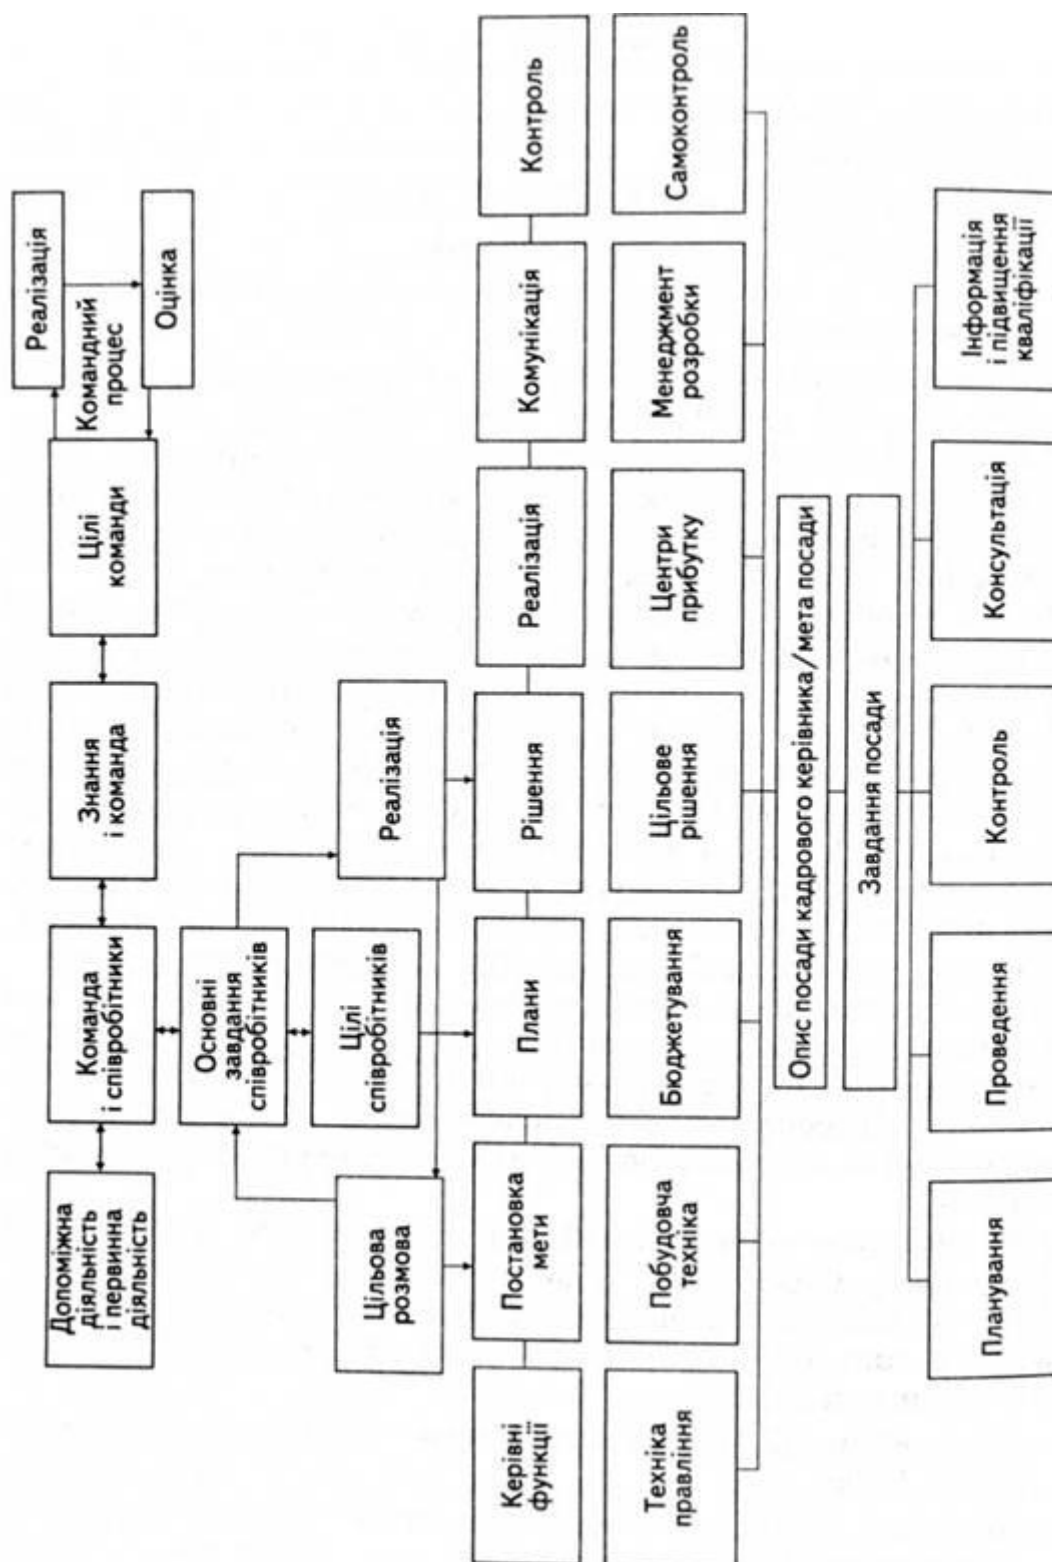 Допоміжна
діяльність
і первинна
діяльність
Команда
і співробітники
Знання
і команда
Цілі
команди
Реалізація
Командний
процес
Оцінка
Основні
завдання
співробітників
Цілі
співробітників
Цільова
розмова
Реалізація
Керівні
функції
Постановка
мети
Плани
Рішення
Реалізація
Комунікація
Контроль
Техніка
правління
Побудовча
техніка
Бюджетування
Цільове
рішення
Центри
прибутку
Менеджмент
розробки
Самоконтроль
Опис посади кадрового керівника/мета посади
Завдання посади
Планування
Проведення
Контроль
Консультація
Інформація
і підвищення
кваліфікації